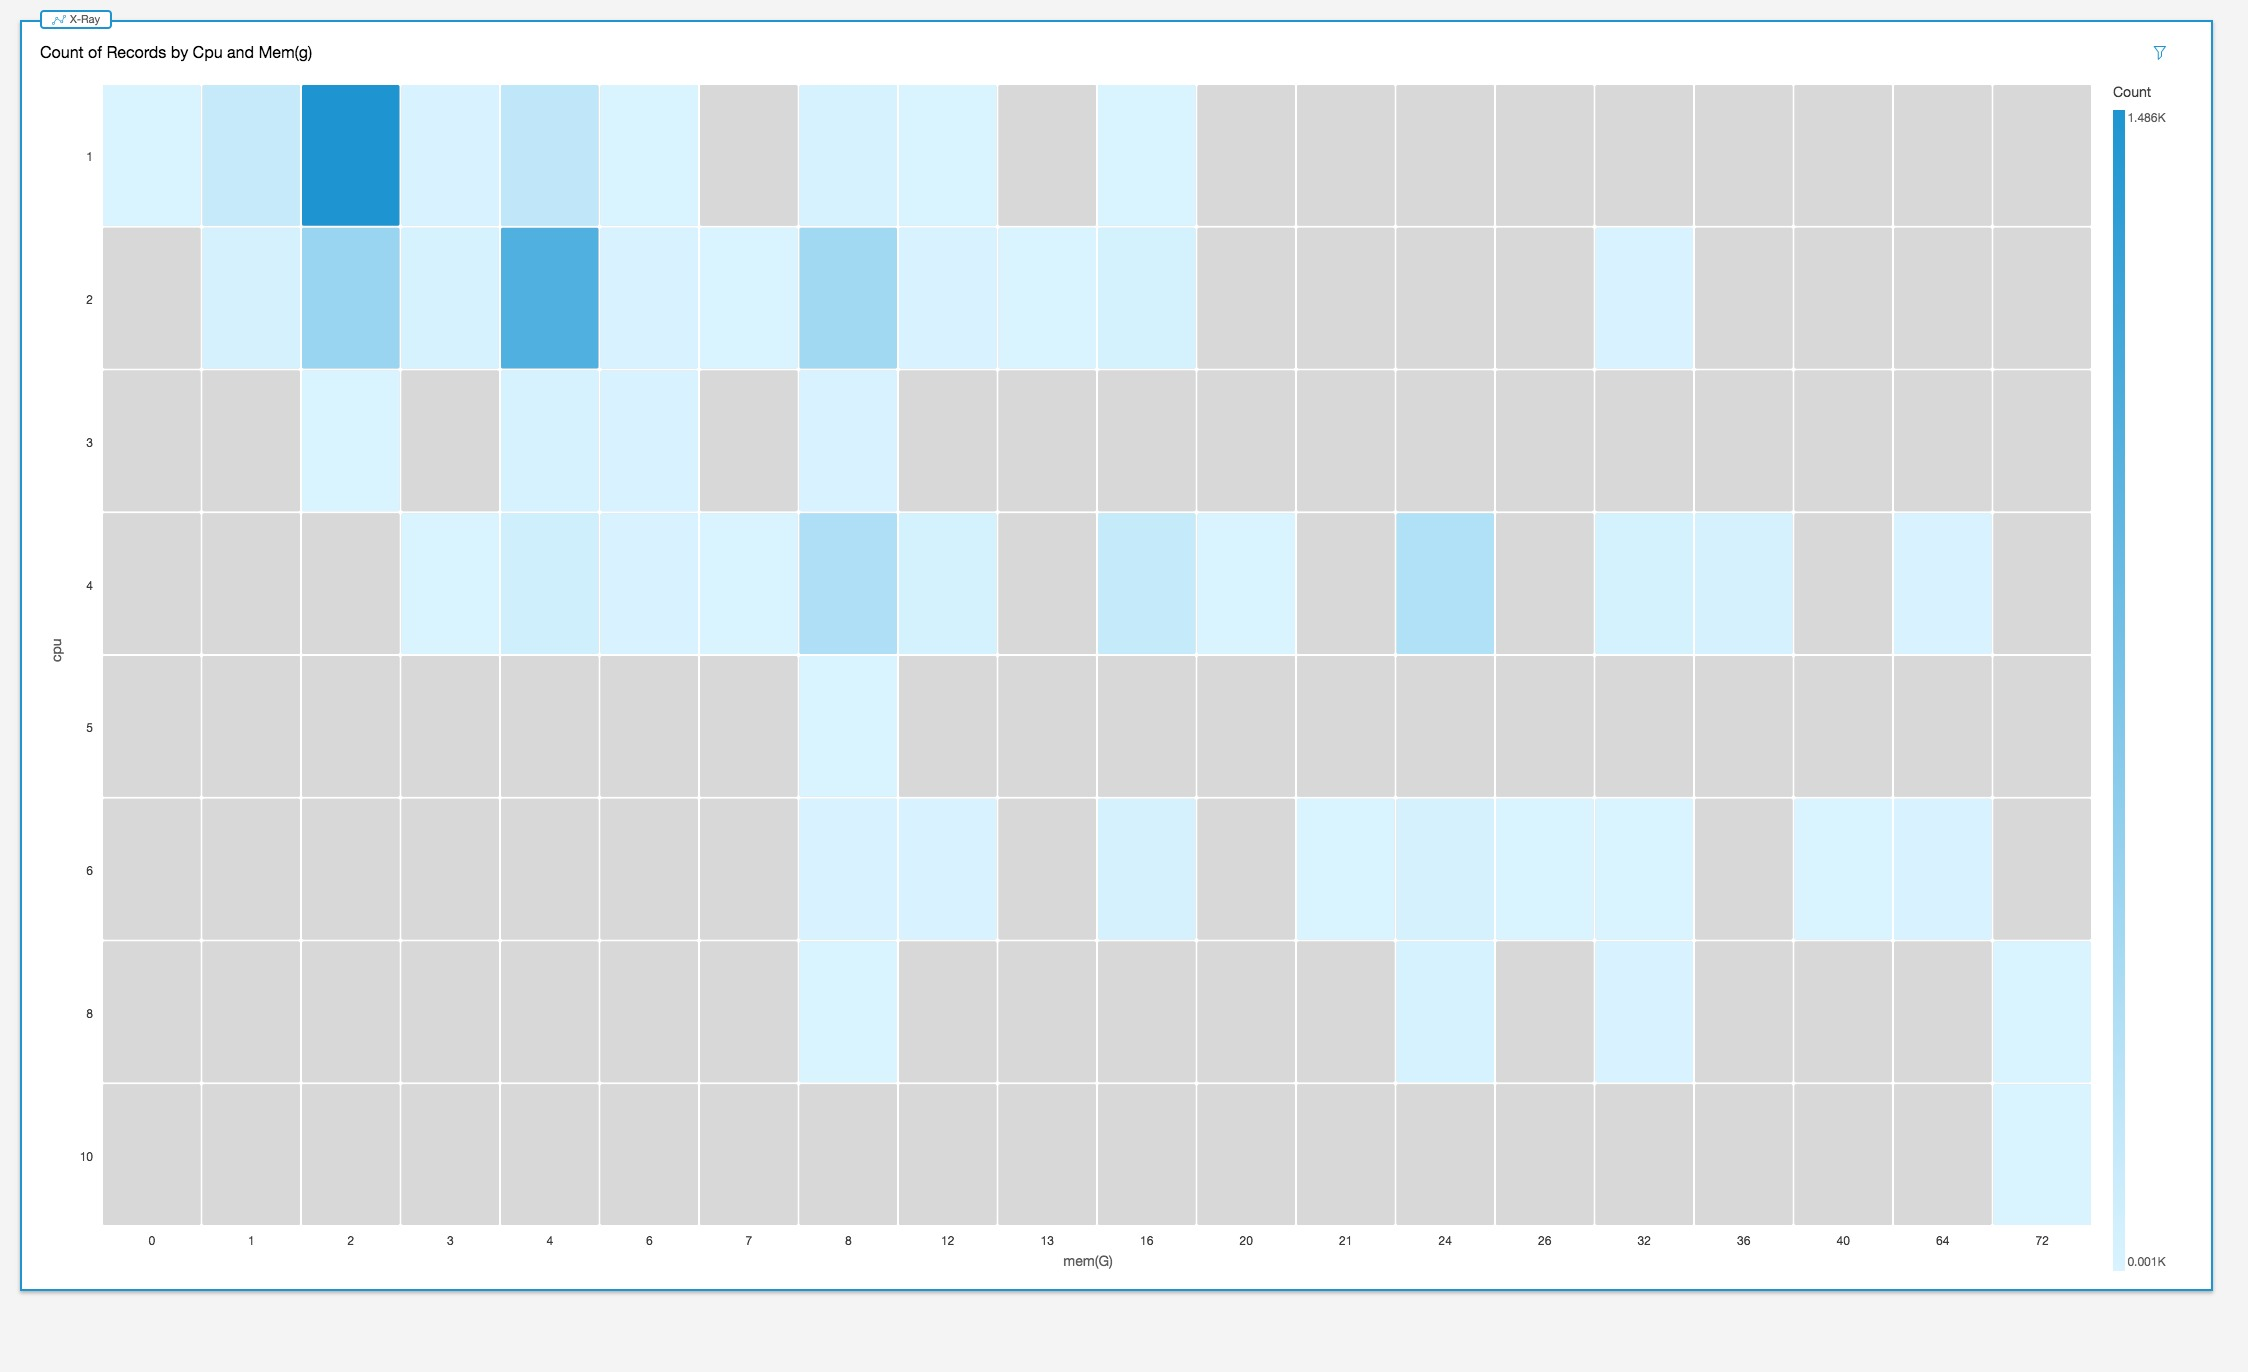 X-Ray
Count of Records by Cpu and Mem(g)
Count
1.486K
1
2
3
4
5
6
8
10
cpu
0 1 2 3 4 6 7 8 12 13 16 20 21 24 26 32 36 40 64 72
mem(G)
0.001K